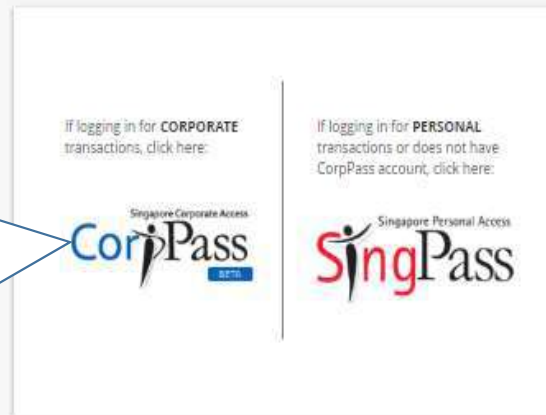 If logging in for CORPORATE
transactions, click here:
Singapore Corporate Access
CorpPass
BETA
If logging in for PERSONAL
transactions or does not have
CorpPass account, click here:
Singapore Personal Access
SingPass